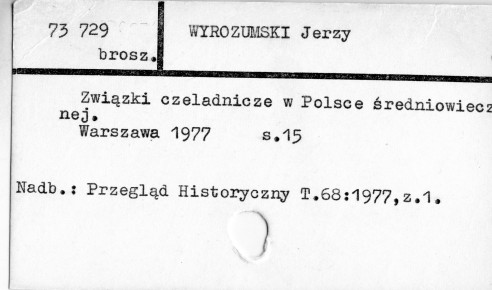 73 729
brosz.
WYROZUMSKI Jerzy
Związki czeladnicze w Polsce średniowiecz
nej.
Warszawa 1977 s.15
Nadb.: Przegląd Historyczny T.68:1977,z.1.